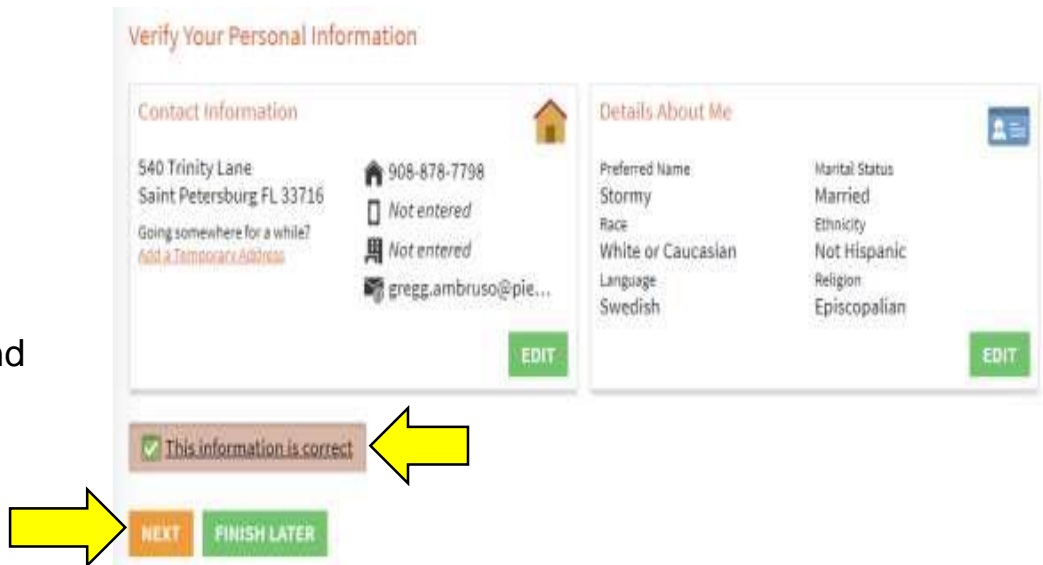 Verify Your Personal Information
Contact Information
540 Trinity Lane
Saint Petersburg FL 33716
Going somewhere for a while?
Add a Temporary Address
908-878-7798
Not entered
Not entered
gregg.ambruso@pie...
EDIT
Details About Me
Preferred Name
Stormy
Marital Status
Married
Race
White or Caucasian
Ethnicity
Not Hispanic
Language
Swedish
Religion
Episcopalian
EDIT
nd
This information is correct
NEXT
FINISH LATER